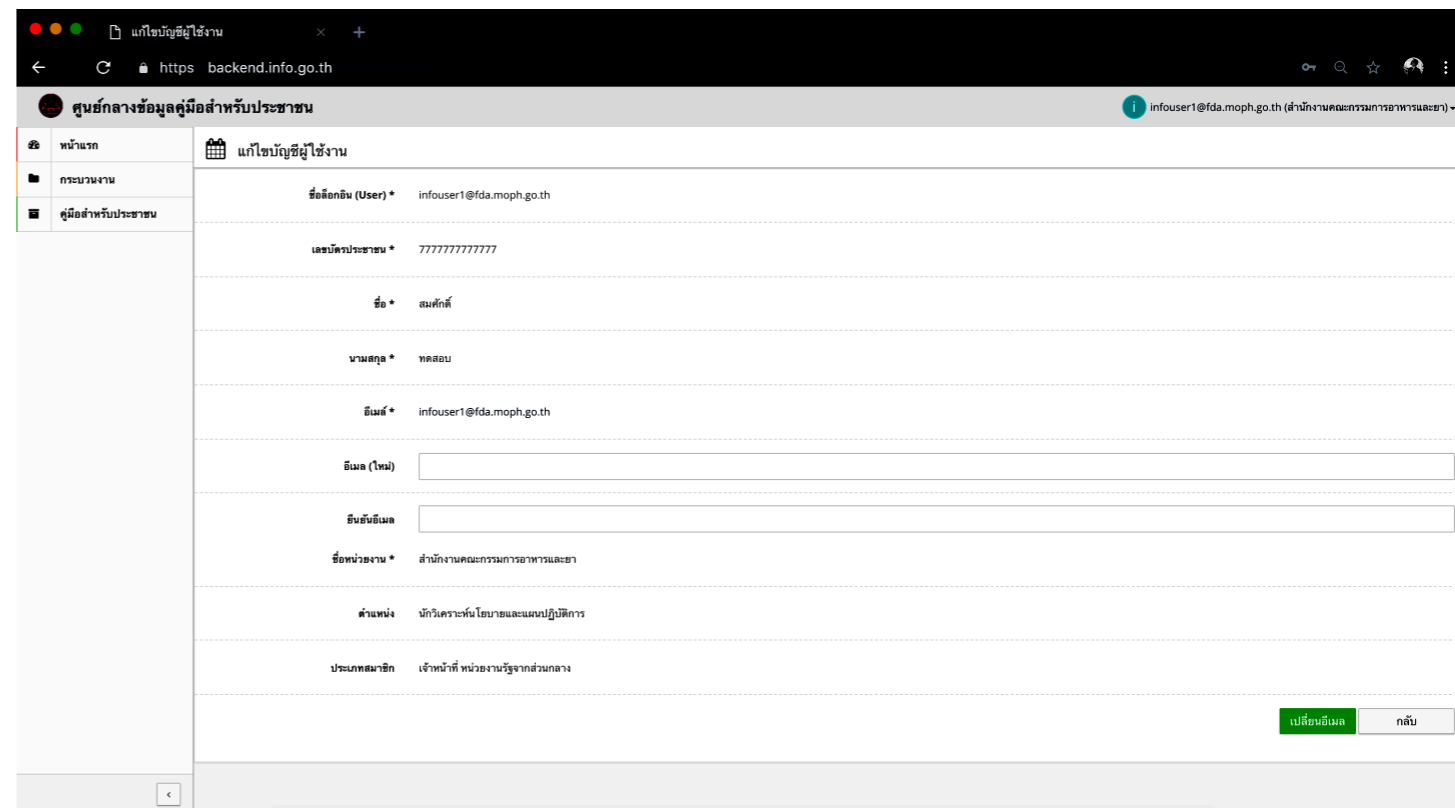 แก้ไขบัญชีผู้ใช้งาน
https backend.info.go.th
ศูนย์กลางข้อมูลคู่มือสำหรับประชาชน
i infouser1@fda.moph.go.th (สำนักงานคณะกรรมการอาหารและยา)
หน้าแรก
กระบวนงาน
คู่มือสำหรับประชาชน
แก้ไขบัญชีผู้ใช้งาน
ชื่อล็อกอิน (User) * infouser1@fda.moph.go.th
เลขบัตรประชาชน * 7777777777777
ชื่อ * สมศักดิ์
นามสกุล * ทดสอบ
อีเมล์ * infouser1@fda.moph.go.th
อีเมล (ใหม่)
ยืนยันอีเมล
ชื่อหน่วยงาน * สำนักงานคณะกรรมการอาหารและยา
ตำแหน่ง นักวิเคราะห์นโยบายและแผนปฏิบัติการ
ประเภทสมาชิก เจ้าหน้าที่ หน่วยงานรัฐจากส่วนกลาง
เปลี่ยนอีเมล กลับ